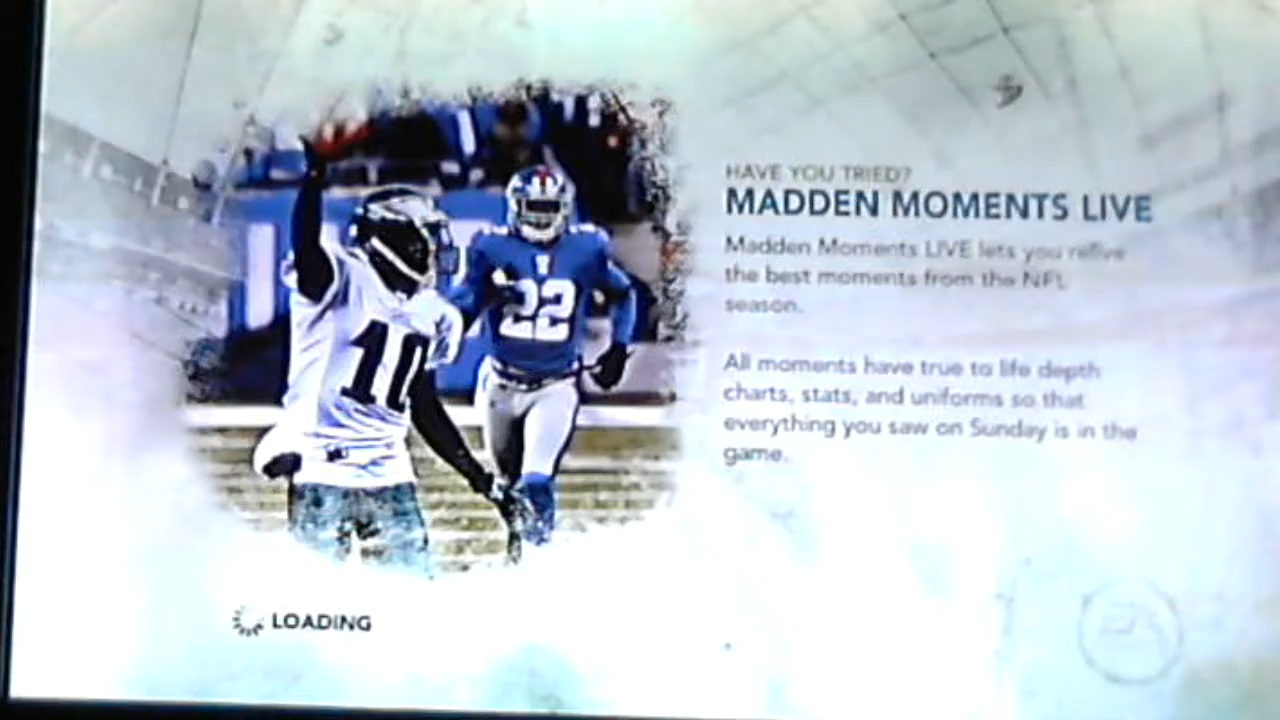 HAVE YOU TRIED?
MADDEN MOMENTS LIVE
Madden Moments LIVE lets you relive
the best moments from the NFL
season.
All moments have true to life depth
charts, stats, and uniforms so that
everything you saw on Sunday is in the
game.
22
10
LOADING
EA